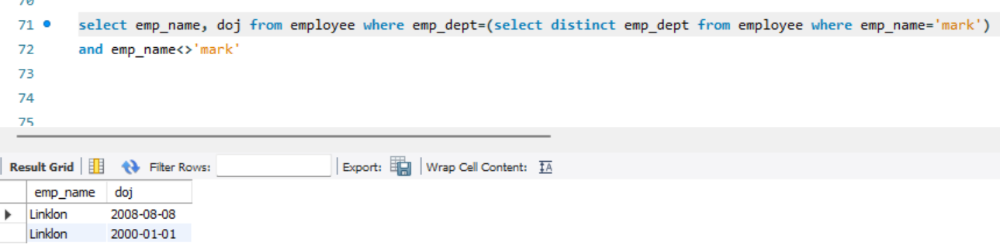 70
71 select emp_name, doj from employee where emp_dept=(select distinct emp_dept from employee where emp_name='mark')
72 and emp_name<>'mark'
73
74
75
Result Grid Filter Rows: Export: Wrap Cell Content: IA
emp_name doj
Linklon 2008-08-08
Linklon 2000-01-01